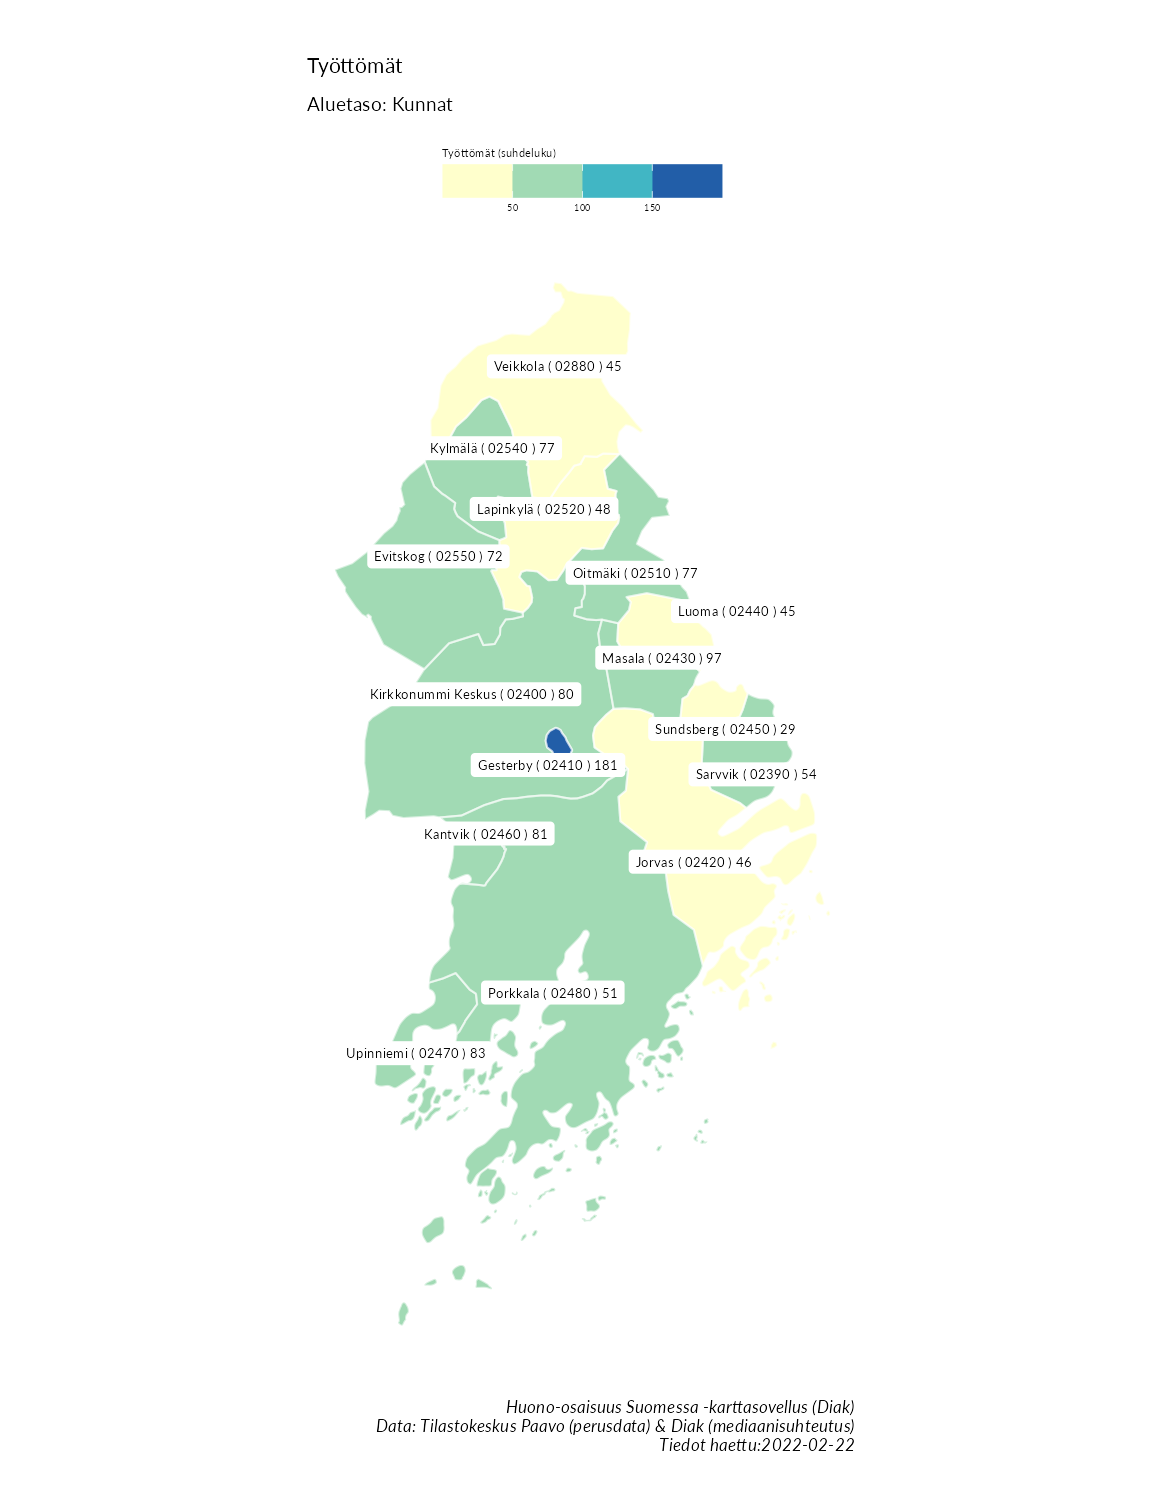 Työttömät
Aluetaso: Kunnat
Työttömät (suhdeluku)
50 100 150
Veikkola ( 02880 ) 45
Kylmälä ( 02540 ) 77
Lapinkylä ( 02520 ) 48
Evitskog ( 02550 ) 72
Oitmäki ( 02510 ) 77
Luoma ( 02440 ) 45
Masala ( 02430 ) 97
Kirkkonummi Keskus ( 02400 ) 80
Sundsberg ( 02450 ) 29
Gesterby ( 02410 ) 181
Sarvvik ( 02390 ) 54
Kantvik ( 02460 ) 81
Jorvas ( 02420 ) 46
Porkkala ( 02480 ) 51
Upinniemi ( 02470 ) 83
Huono-osaisuus Suomessa -karttasovellus (Diak)
Data: Tilastokeskus Paavo (perusdata) & Diak (mediaanisuhteutus)
Tiedot haettu:2022-02-22